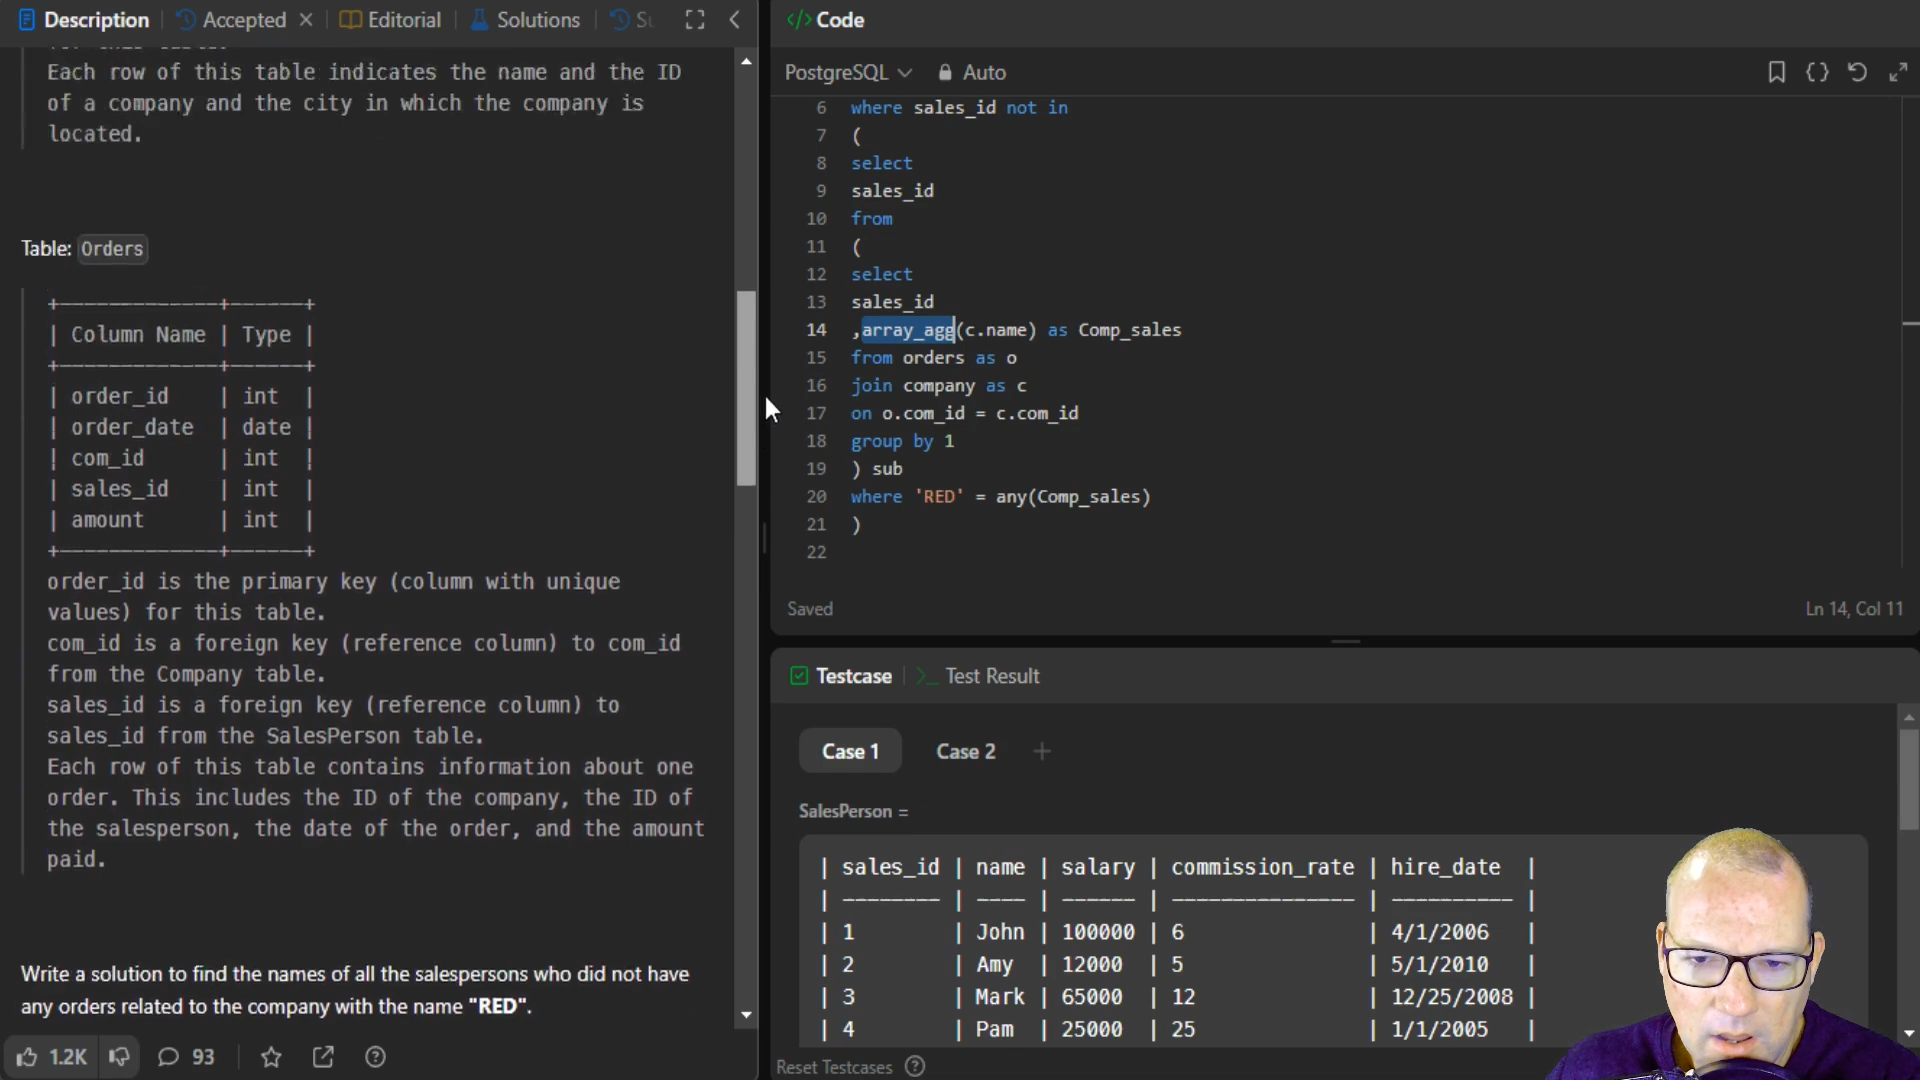 Description
Accepted
Editorial
Solutions
Each row of this table indicates the name and the ID
of a company and the city in which the company is
located.
Table: Orders
+-------------+------+
| Column Name | Type |
+-------------+------+
| order_id | int |
| order_date | date |
| com_id | int |
| sales_id | int |
| amount | int |
+-------------+------+
order_id is the primary key (column with unique
values) for this table.
com_id is a foreign key (reference column) to com_id
from the Company table.
sales_id is a foreign key (reference column) to
sales_id from the SalesPerson table.
Each row of this table contains information about one
order. This includes the ID of the company, the ID of
the salesperson, the date of the order, and the amount
paid.
Write a solution to find the names of all the salespersons who did not have
any orders related to the company with the name "RED".
1.2K
93
</> Code
PostgreSQL
Auto
6 where sales_id not in
7 (
8 select
9 sales_id
10 from
11 (
12 select
13 sales_id
14 ,array_agg(c.name) as Comp_sales
15 from orders as o
16 join company as c
17 on o.com_id = c.com_id
18 group by 1
19 ) sub
20 where 'RED' = any(Comp_sales)
21 )
22
Saved
Ln 14, Col 11
Testcase
Test Result
Case 1
Case 2
SalesPerson =
| sales_id | name | salary | commission_rate | hire_date |
| -------- | ---- | ------ | --------------- | ---------- |
| 1 | John | 100000 | 6 | 4/1/2006 |
| 2 | Amy | 12000 | 5 | 5/1/2010 |
| 3 | Mark | 65000 | 12 | 12/25/2008 |
| 4 | Pam | 25000 | 25 | 1/1/2005 |
Reset Testcases